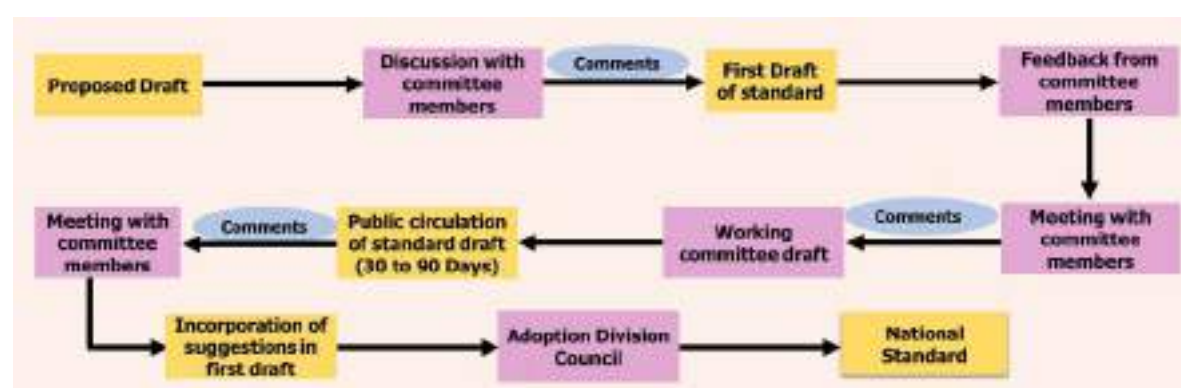 Proposed Draft
Discussion with
committee
members
Comments
First Draft
of standard
Feedback from
committee
members
Meeting with
committee
members
Comments
Working
committee draft
Public circulation
of standard draft
(30 to 90 Days)
Comments
Meeting with
committee
members
Incorporation of
suggestions in
first draft
Adoption Division
Council
National
Standard